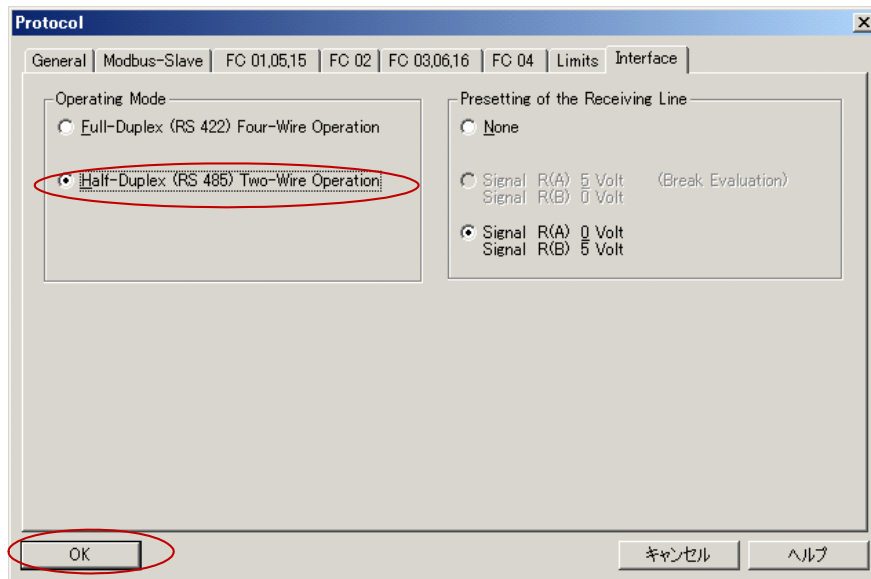 Protocol
General Modbus-Slave FC 01,05,15 FC 02 FC 03,06,16 FC 04 Limits Interface
Operating Mode
Full-Duplex (RS 422) Four-Wire Operation
Half-Duplex (RS 485) Two-Wire Operation
Presetting of the Receiving Line
None
Signal R(A) 5 Volt (Break Evaluation)
Signal R(B) 0 Volt
Signal R(A) 0 Volt
Signal R(B) 5 Volt
OK キャンセル ヘルプ